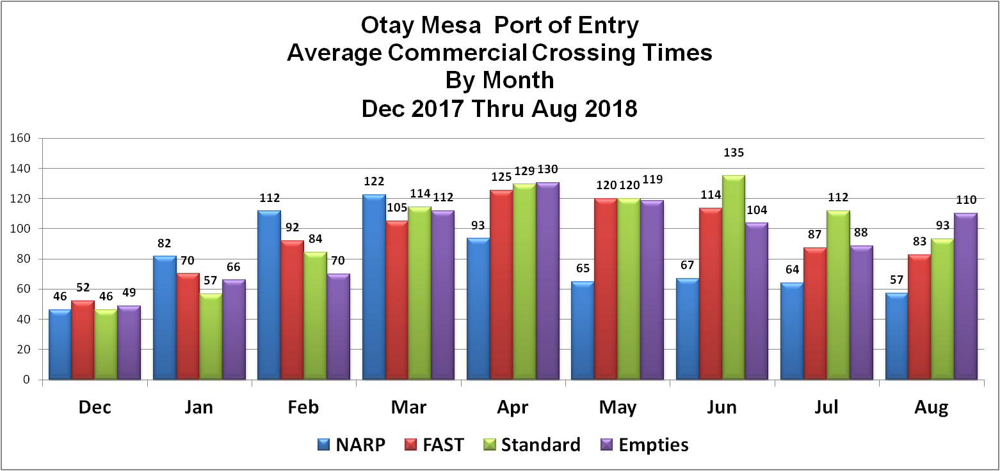 Otay Mesa Port of Entry
Average Commercial Crossing Times
By Month
Dec 2017 Thru Aug 2018
160
140
120
100
80
60
40
20
0
46 52 46 49
82 70 57 66
112 92 84 70
122 105 114 112
93 125 129 130
65 120 120 119
67 114 135 104
64 87 112 88
57 83 93 110
Dec Jan Feb Mar Apr May Jun Jul Aug
NARP FAST Standard Empties